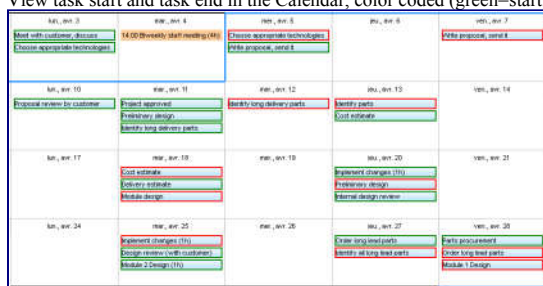 View task start and task end in the Calendar, color coded (green=start
lun., avr. 3
mar., avr. 4
mer., avr. 5
jeu., avr. 6
ven., avr. 7
Meet with customer, discuss
14:00 Biweekly staff meeting (4h)
Choose appropriate technologies
Write proposal, send it
Choose appropriate technologies
Write proposal, send it
lun., avr. 10
mar., avr. 11
mer., avr. 12
jeu., avr. 13
ven., avr. 14
Proposal review by customer
Project approved
Identify long delivery parts
Identify parts
Preliminary design
Cost estimate
Identify long delivery parts
lun., avr. 17
mar., avr. 18
mer., avr. 19
jeu., avr. 20
ven., avr. 21
Cost estimate
Implement changes (1h)
Delivery estimate
Preliminary design
Module design
Internal design review
lun., avr. 24
mar., avr. 25
mer., avr. 26
jeu., avr. 27
ven., avr. 28
Implement changes (1h)
Order long lead parts
Parts procurement
Design review (with customer)
Identify all long lead parts
Order long lead parts
Module 2 Design (1h)
Module 1 Design